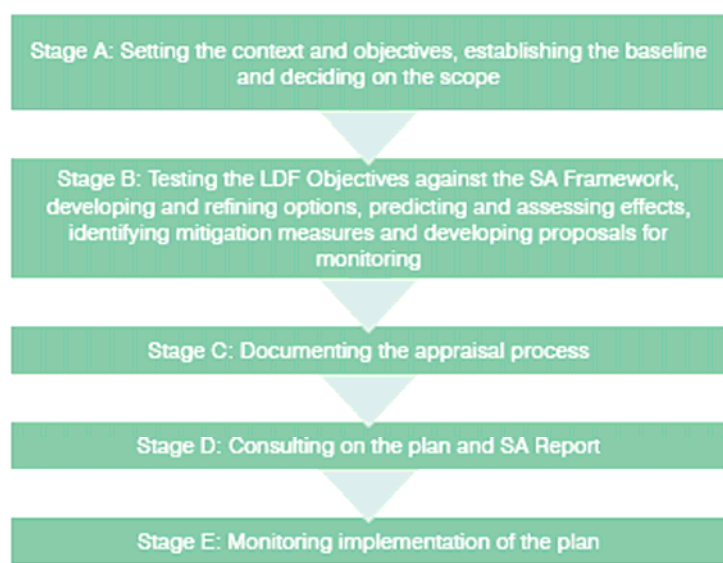 Stage A: Setting the context and objectives, establishing the baseline
and deciding on the scope
Stage B: Testing the LDF Objectives against the SA Framework,
developing and refining options, predicting and assessing effects,
identifying mitigation measures and developing proposals for
monitoring
Stage C: Documenting the appraisal process
Stage D: Consulting on the plan and SA Report
Stage E: Monitoring implementation of the plan